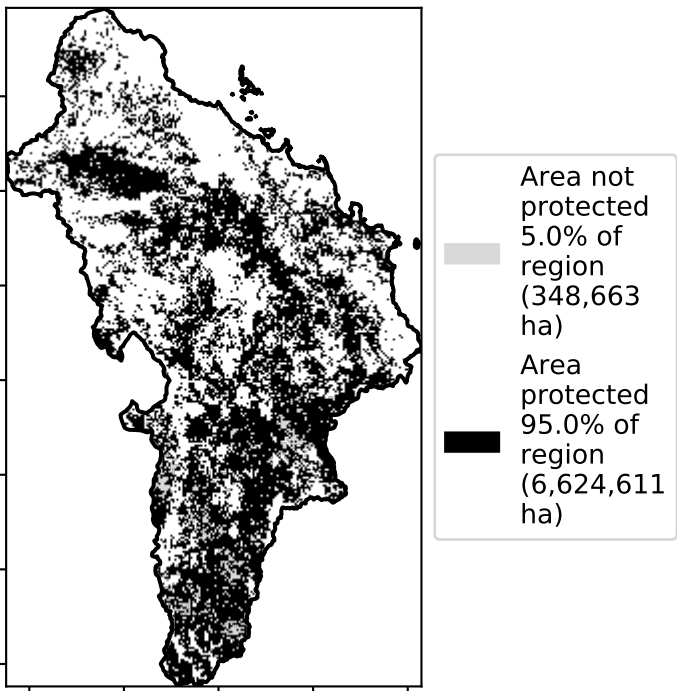 Area not
protected
5.0% of
region
(348,663
ha)
Area
protected
95.0% of
region
(6,624,611
ha)